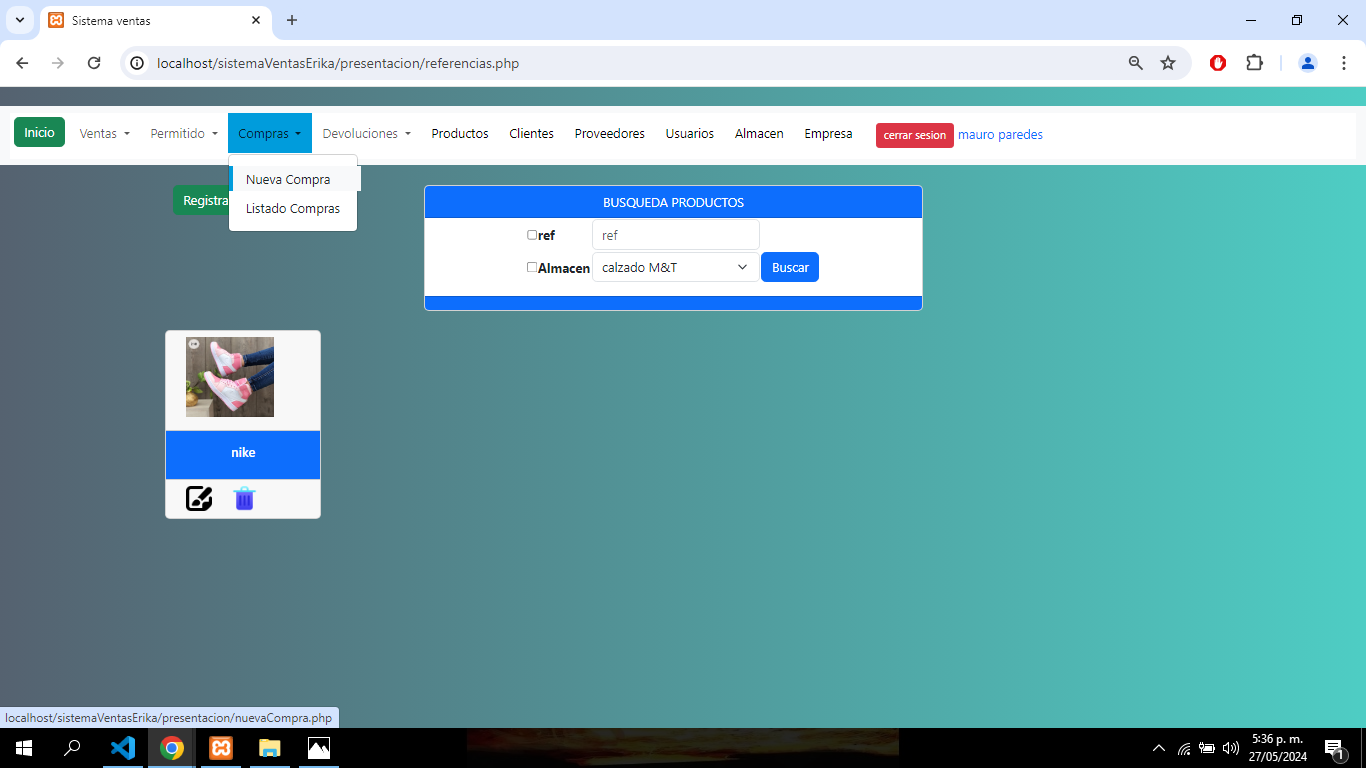 Sistema ventas
localhost/sistemaVentasErika/presentacion/referencias.php
Inicio Ventas Permitido Compras Devoluciones Productos Clientes Proveedores Usuarios Almacen Empresa cerrar sesion mauro paredes
Nueva Compra
Listado Compras
BUSQUEDA PRODUCTOS
ref ref
Almacen calzado M&T Buscar
nike
localhost/sistemaVentasErika/presentacion/nuevaCompra.php
5:36 p. m.
27/05/2024
1